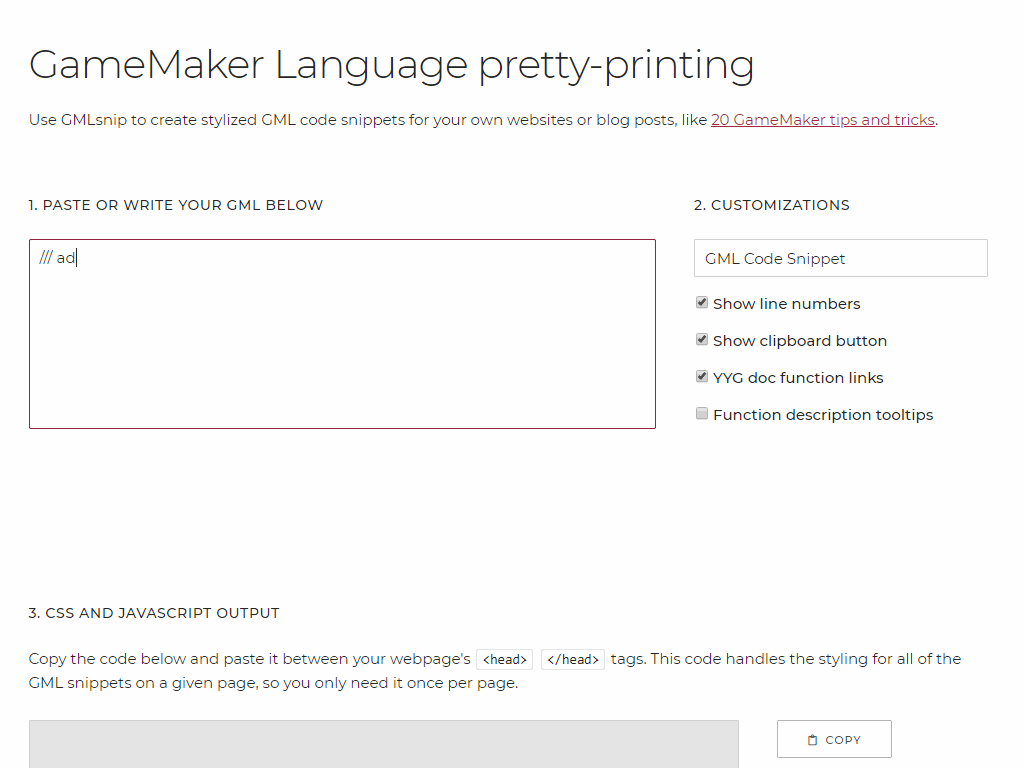 GameMaker Language pretty-printing
Use GMLsnip to create stylized GML code snippets for your own websites or blog posts, like 20 GameMaker tips and tricks.
1. PASTE OR WRITE YOUR GML BELOW
/// ad
2. CUSTOMIZATIONS
GML Code Snippet
Show line numbers
Show clipboard button
YYG doc function links
Function description tooltips
3. CSS AND JAVASCRIPT OUTPUT
Copy the code below and paste it between your webpage's <head> </head> tags. This code handles the styling for all of the
GML snippets on a given page, so you only need it once per page.
COPY